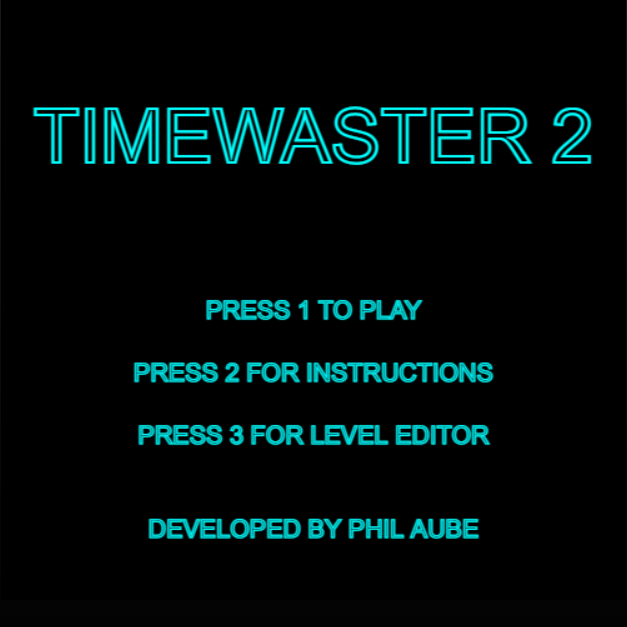 TIMEWASTER 2
PRESS 1 TO PLAY
PRESS 2 FOR INSTRUCTIONS
PRESS 3 FOR LEVEL EDITOR
DEVELOPED BY PHIL AUBE